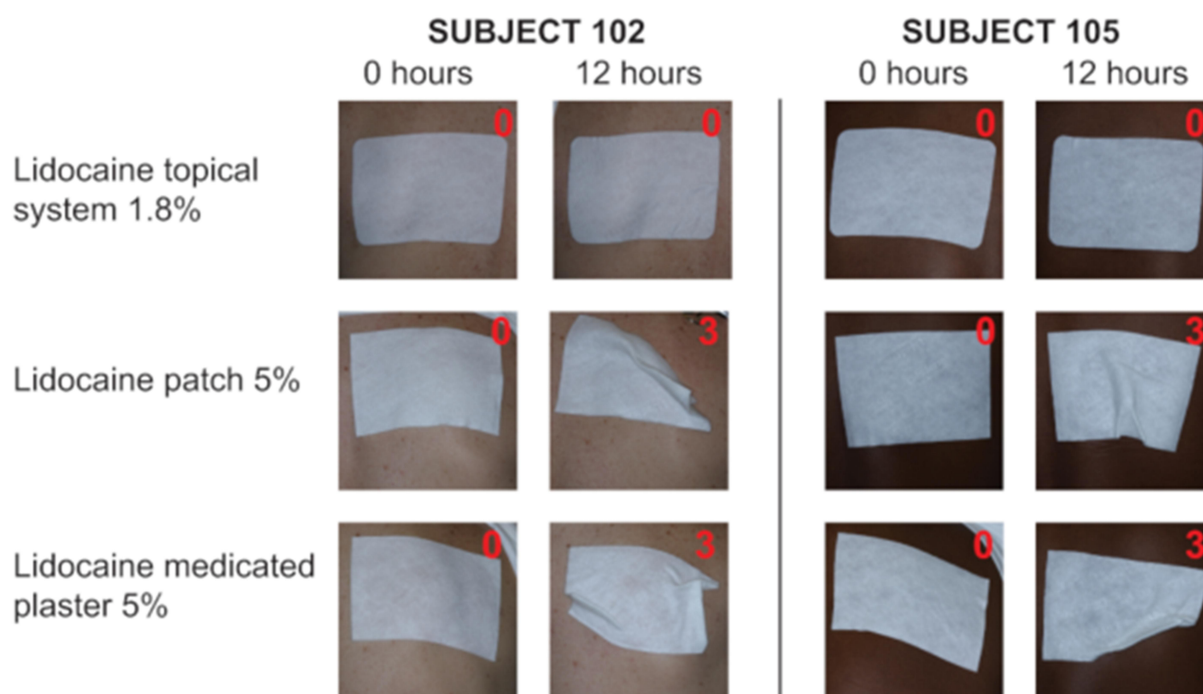 SUBJECT 102
SUBJECT 105
0 hours
12 hours
0 hours
12 hours
Lidocaine topical
system 1.8%
0
0
0
0
Lidocaine patch 5%
0
3
0
3
Lidocaine medicated
plaster 5%
0
3
0
3